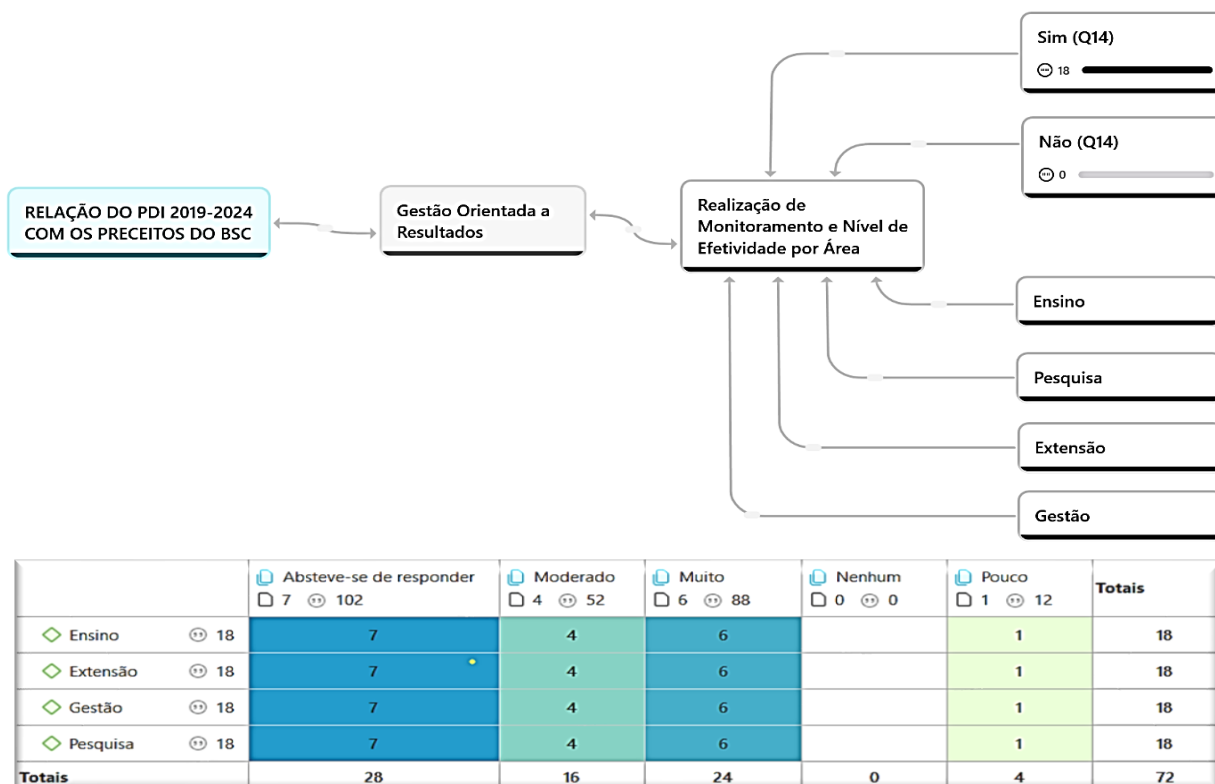 Sim (Q14)
18
Não (Q14)
0
RELAÇÃO DO PDI 2019-2024
COM OS PRECEITOS DO BSC
Gestão Orientada a
Resultados
Realização de
Monitoramento e Nível de
Efetividade por Área
Ensino
Pesquisa
Extensão
Gestão
Absteve-se de responder Moderado Muito Nenhum Pouco Totais
7 102 4 52 6 88 0 0 1 12
Ensino 18 7 4 6 1 18
Extensão 18 7 4 6 1 18
Gestão 18 7 4 6 1 18
Pesquisa 18 7 4 6 1 18
Totais 28 16 24 0 4 72